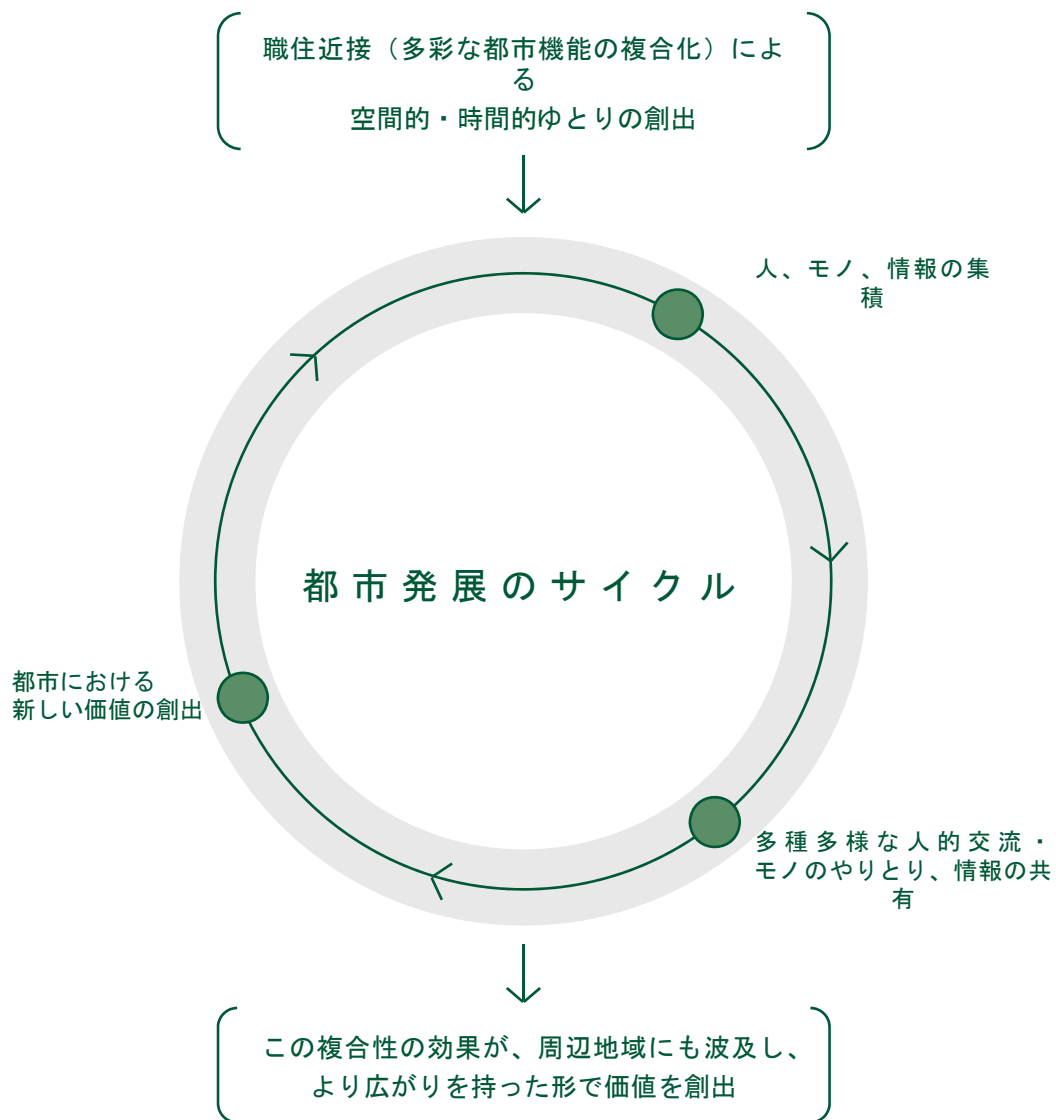 職住近接（多彩な都市機能の複合化）によ
る
空間的・時間的ゆとりの創出
人、モノ、情報の集
積
都市発展のサイクル
都市における
新しい価値の創出
多種多様な人的交流・
モノのやりとり、情報の共
有
この複合性の効果が、周辺地域にも波及し、
より広がりを持った形で価値を創出